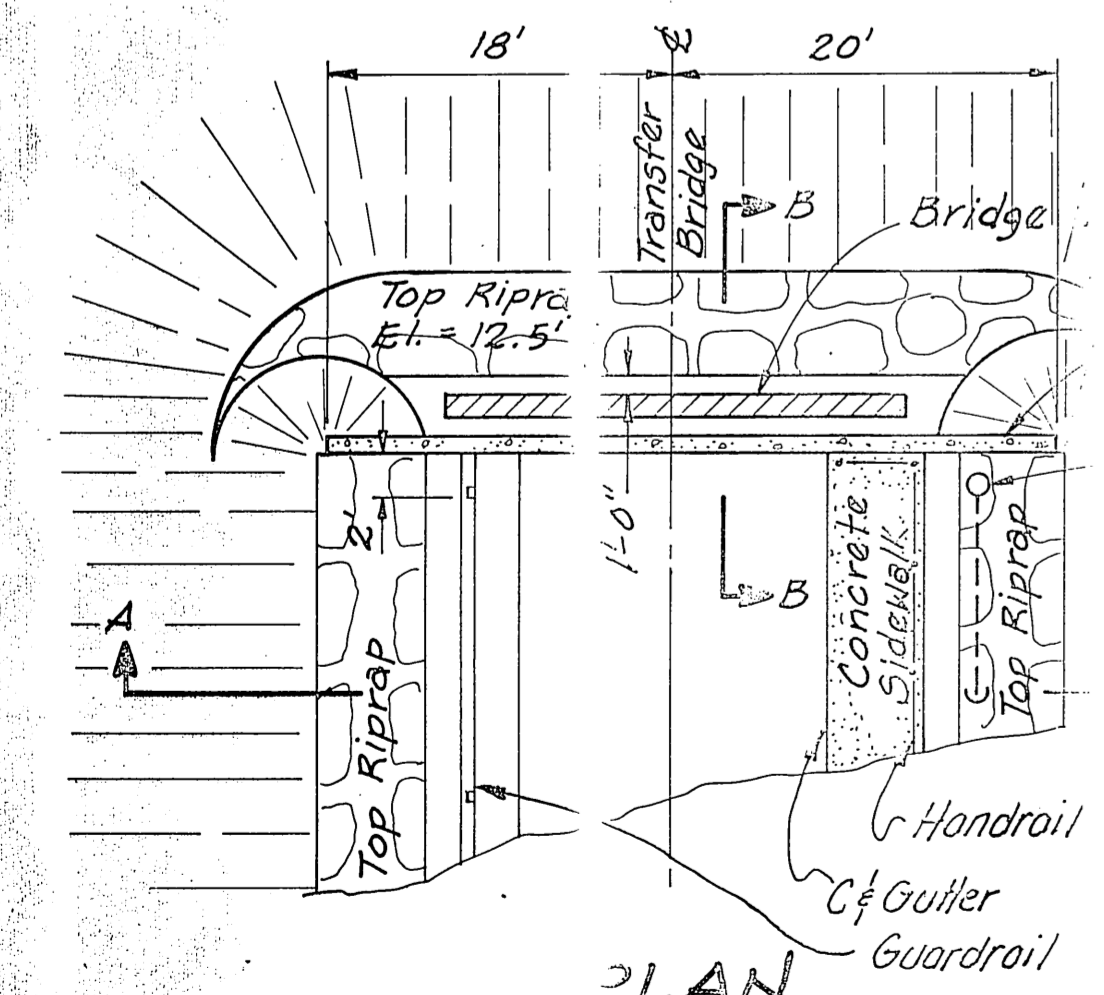 18'
℄
20'
Transfer
Bridge
B
Bridge
Top Ripra
El. = 12.5'
2'
1'-0"
B
A
Concrete
Sidewalk
Top Riprap
Top Riprap
Handrail
C & Gutter
Guardrail
PLAN